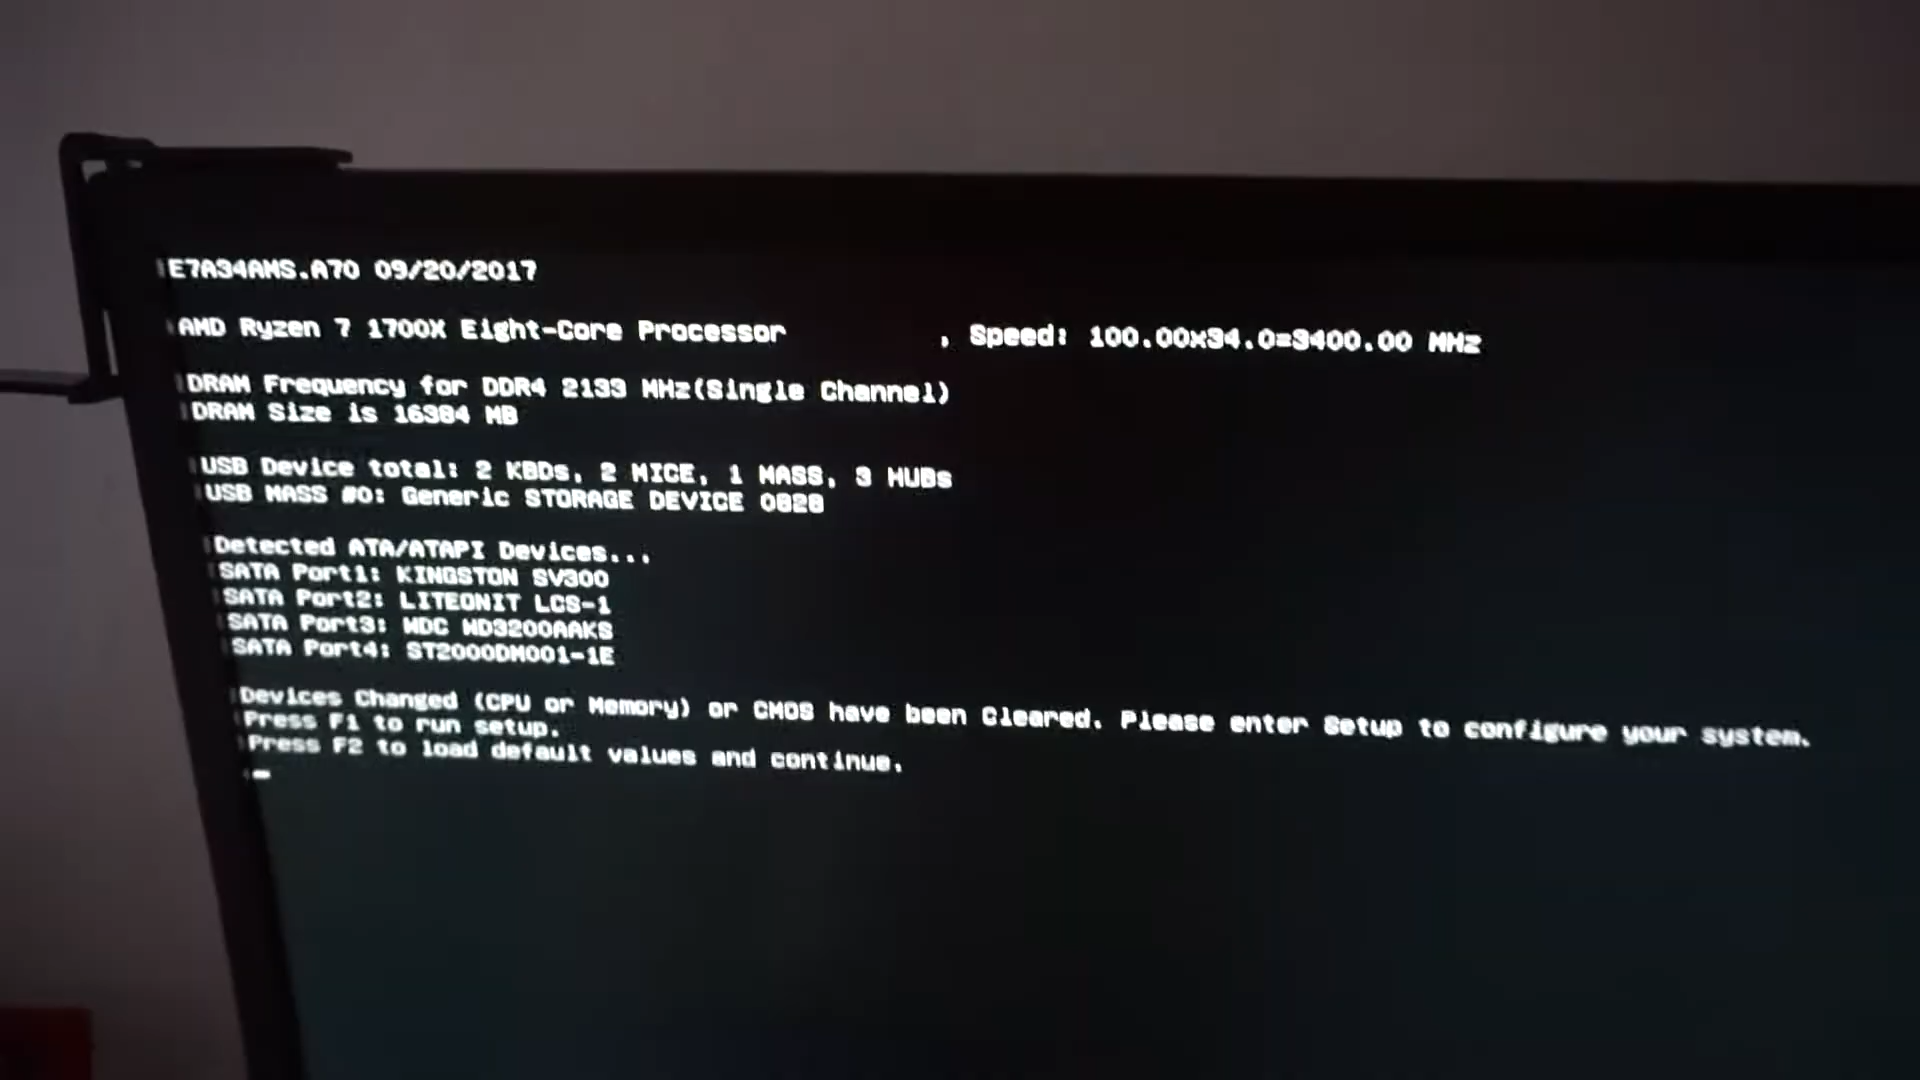 E7A34AMS.A70 09/20/2017
AMD Ryzen 7 1700X Eight-Core Processor , Speed: 100.00x34.0=3400.00 MHz
DRAM Frequency for DDR4 2133 MHz(Single Channel)
DRAM Size is 16384 MB
USB Device total: 2 KBDs, 2 MICE, 1 MASS, 3 HUBs
USB MASS #0: Generic STORAGE DEVICE 0828
Detected ATA/ATAPI Devices...
SATA Port1: KINGSTON SV300
SATA Port2: LITEONIT LCS-1
SATA Port3: WDC WD3200AAKS
SATA Port4: ST2000DM001-1E
Devices Changed (CPU or Memory) or CMOS have been Cleared. Please enter Setup to configure your system.
Press F1 to run setup.
Press F2 to load default values and continue.